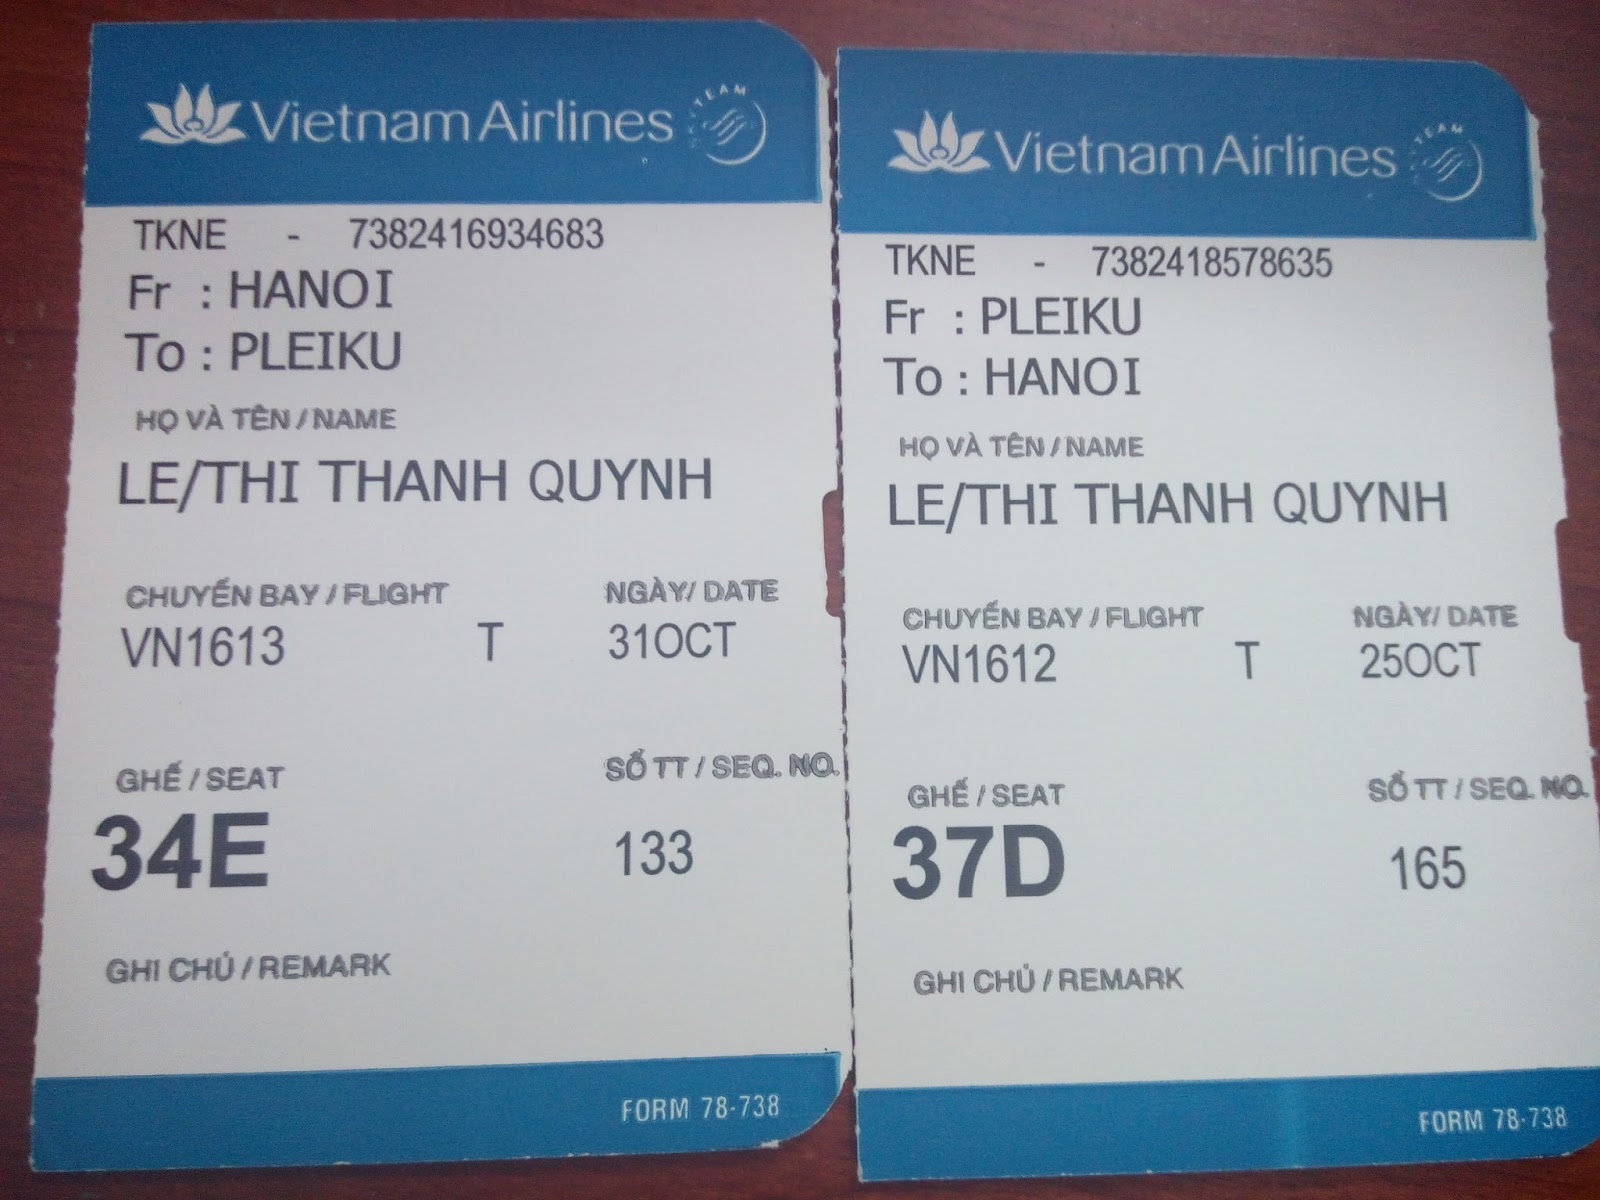 Vietnam Airlines SKYTEAM
TKNE - 7382416934683
Fr : HANOI
To : PLEIKU
HỌ VÀ TÊN / NAME
LE/THI THANH QUYNH
CHUYẾN BAY / FLIGHT NGÀY/ DATE
VN1613 T 31OCT
GHẾ / SEAT SỐ TT / SEQ. NO.
34E 133
GHI CHÚ / REMARK
FORM 78-738
Vietnam Airlines SKYTEAM
TKNE - 7382418578635
Fr : PLEIKU
To : HANOI
HỌ VÀ TÊN / NAME
LE/THI THANH QUYNH
CHUYẾN BAY / FLIGHT NGÀY/ DATE
VN1612 T 25OCT
GHẾ / SEAT SỐ TT / SEQ. NO.
37D 165
GHI CHÚ / REMARK
FORM 78-738